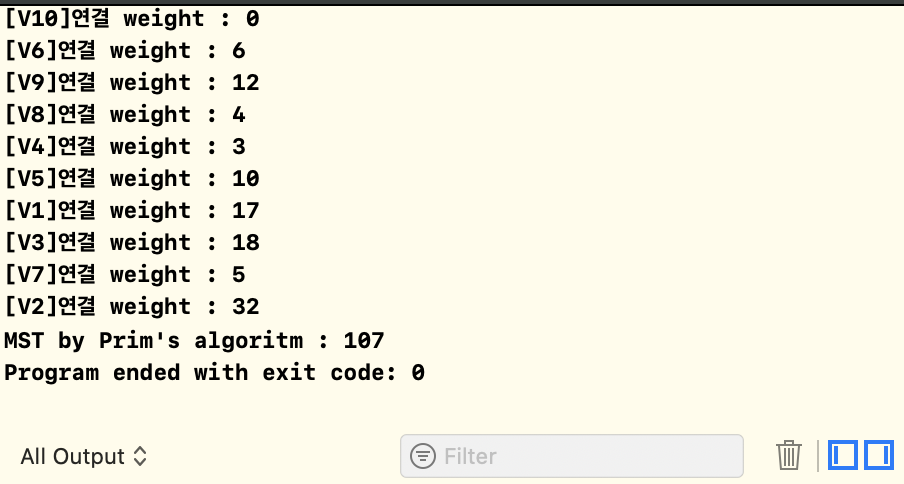 [V10]연결 weight : 0
[V6]연결 weight : 6
[V9]연결 weight : 12
[V8]연결 weight : 4
[V4]연결 weight : 3
[V5]연결 weight : 10
[V1]연결 weight : 17
[V3]연결 weight : 18
[V7]연결 weight : 5
[V2]연결 weight : 32
MST by Prim's algoritm : 107
Program ended with exit code: 0
All Output
Filter